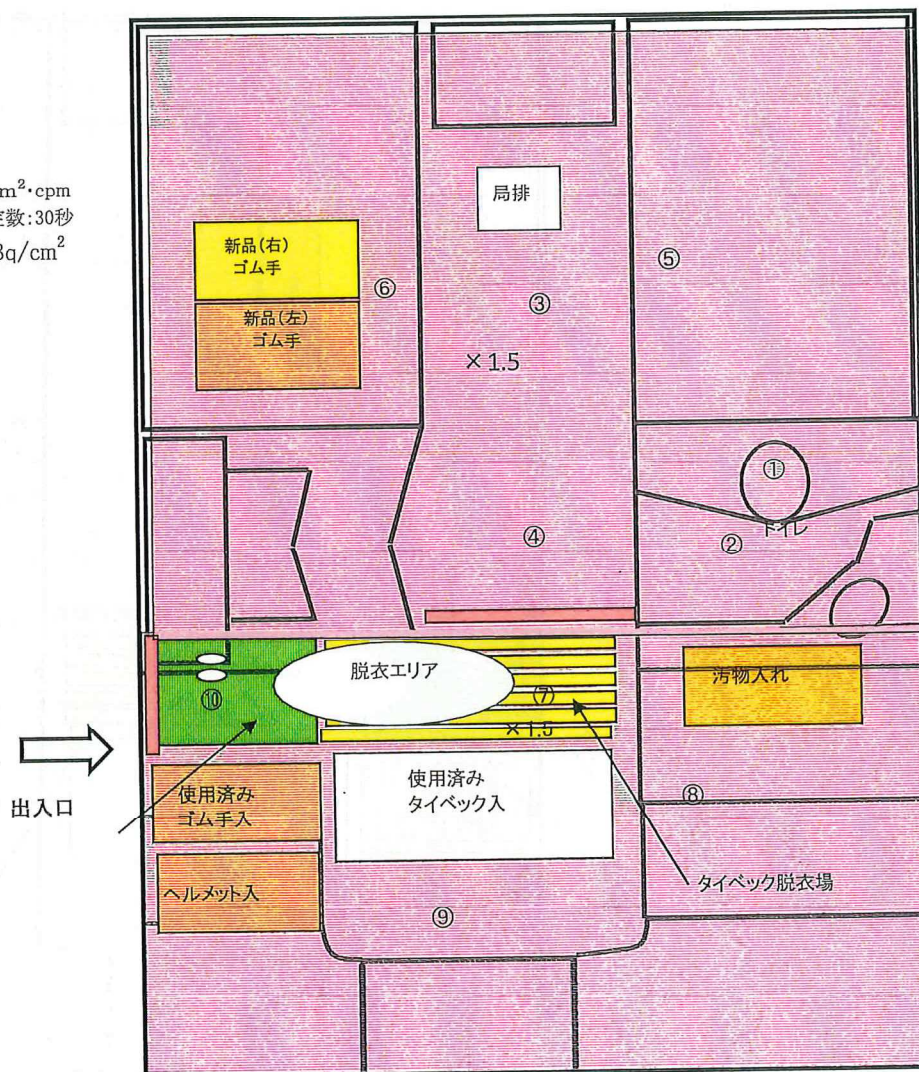 m²・cpm
定数:30秒
Bq/cm²
局排
新品(右)
ゴム手
新品(左)
ゴム手
⑥
③
⑤
×1.5
①
トイレ
②
④
脱衣エリア
⑩
⑦
×1.5
汚物入れ
出入口
使用済み
ゴム手入
使用済み
タイベック入
⑧
ヘルメット入
タイベック脱衣場
⑨